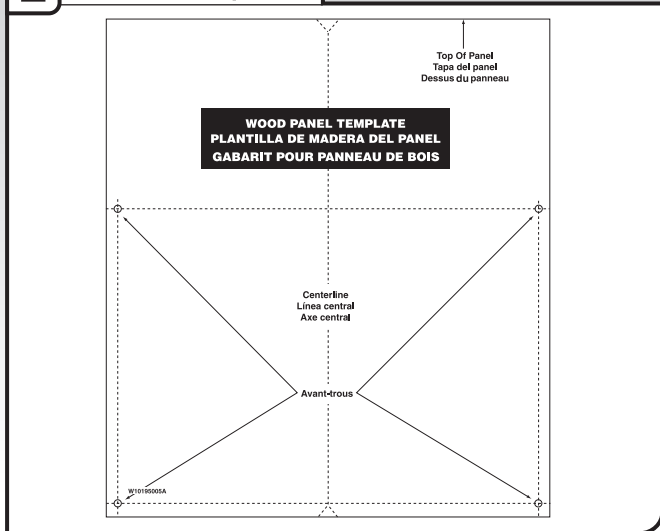 Top Of Panel
Tapa del panel
Dessus du panneau
WOOD PANEL TEMPLATE
PLANTILLA DE MADERA DEL PANEL
GABARIT POUR PANNEAU DE BOIS
Centerline
Línea central
Axe central
Avant-trous
W10195005A